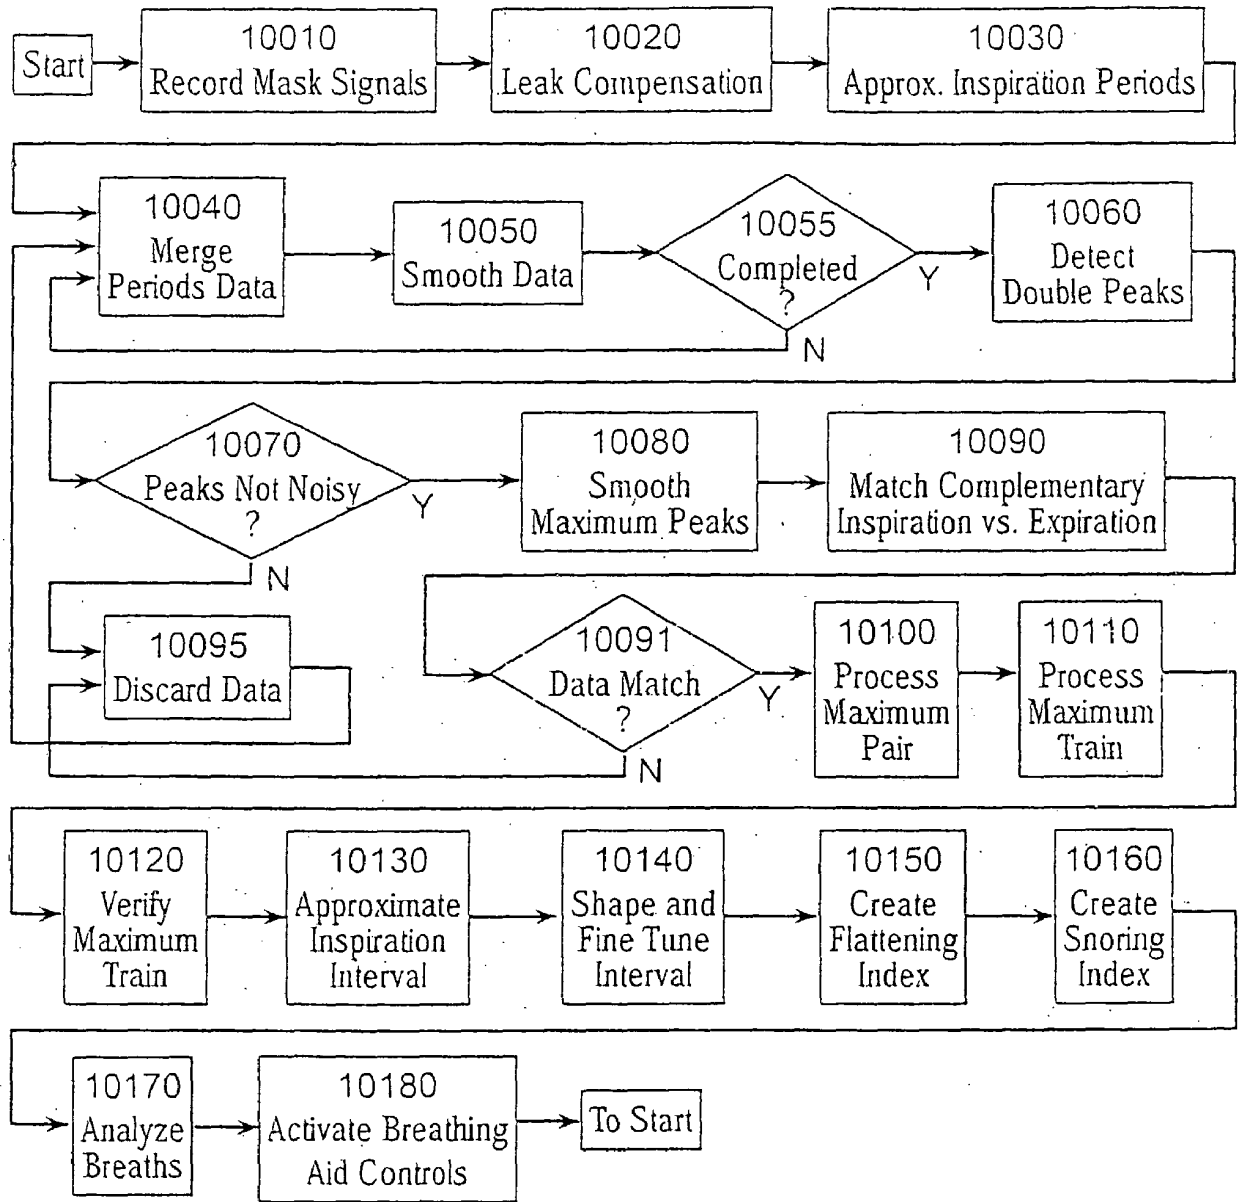 Start
10010
Record Mask Signals
10020
Leak Compensation
10030
Approx. Inspiration Periods
10040
Merge
Periods Data
10050
Smooth Data
10055
Completed
?
Y
N
10060
Detect
Double Peaks
10070
Peaks Not Noisy
?
Y
N
10080
Smooth
Maximum Peaks
10090
Match Complementary
Inspiration vs. Expiration
10095
Discard Data
10091
Data Match
?
Y
N
10100
Process
Maximum
Pair
10110
Process
Maximum
Train
10120
Verify
Maximum
Train
10130
Approximate
Inspiration
Interval
10140
Shape and
Fine Tune
Interval
10150
Create
Flattening
Index
10160
Create
Snoring
Index
10170
Analyze
Breaths
10180
Activate Breathing
Aid Controls
To Start